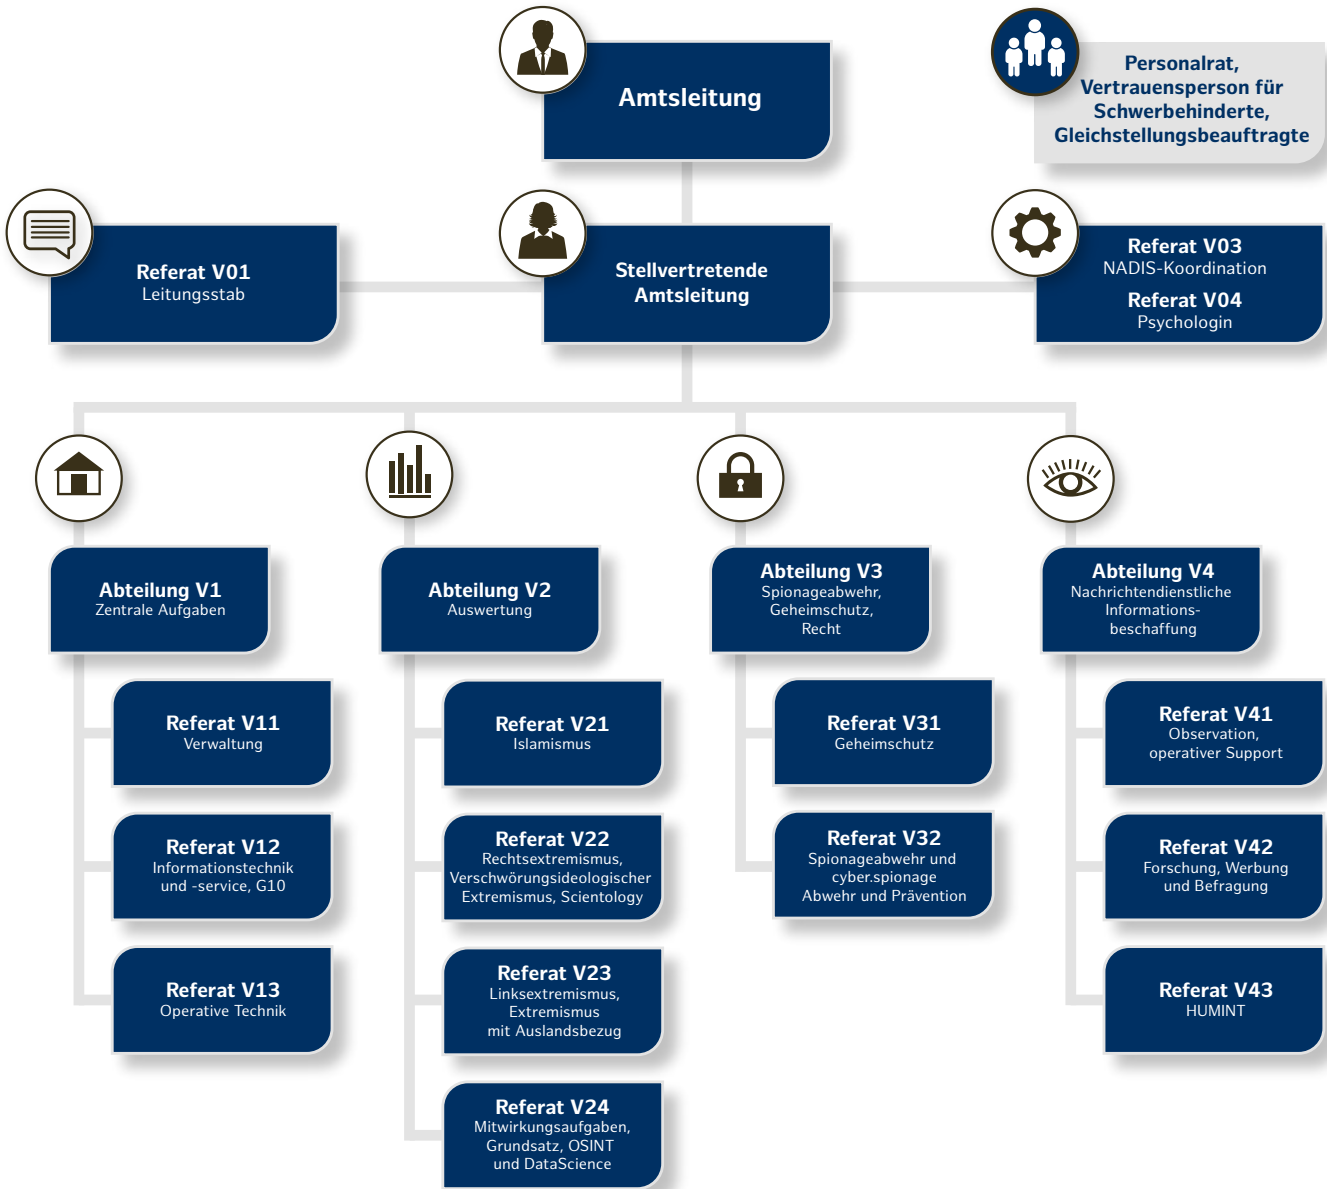 Amtsleitung
Personalrat,
Vertrauensperson für
Schwerbehinderte,
Gleichstellungsbeauftragte
Referat V01
Leitungsstab
Stellvertretende
Amtsleitung
Referat V03
NADIS-Koordination
Referat V04
Psychologin
Abteilung V1
Zentrale Aufgaben
Abteilung V2
Auswertung
Abteilung V3
Spionageabwehr,
Geheimschutz,
Recht
Abteilung V4
Nachrichtendienstliche
Informations-
beschaffung
Referat V11
Verwaltung
Referat V21
Islamismus
Referat V31
Geheimschutz
Referat V41
Observation,
operativer Support
Referat V12
Informationstechnik
und -service, G10
Referat V22
Rechtsextremismus,
Verschwörungsideologischer
Extremismus, Scientology
Referat V32
Spionageabwehr und
cyber.spionage
Abwehr und Prävention
Referat V42
Forschung, Werbung
und Befragung
Referat V13
Operative Technik
Referat V23
Linksextremismus,
Extremismus
mit Auslandsbezug
Referat V43
HUMINT
Referat V24
Mitwirkungsaufgaben,
Grundsatz, OSINT
und DataScience